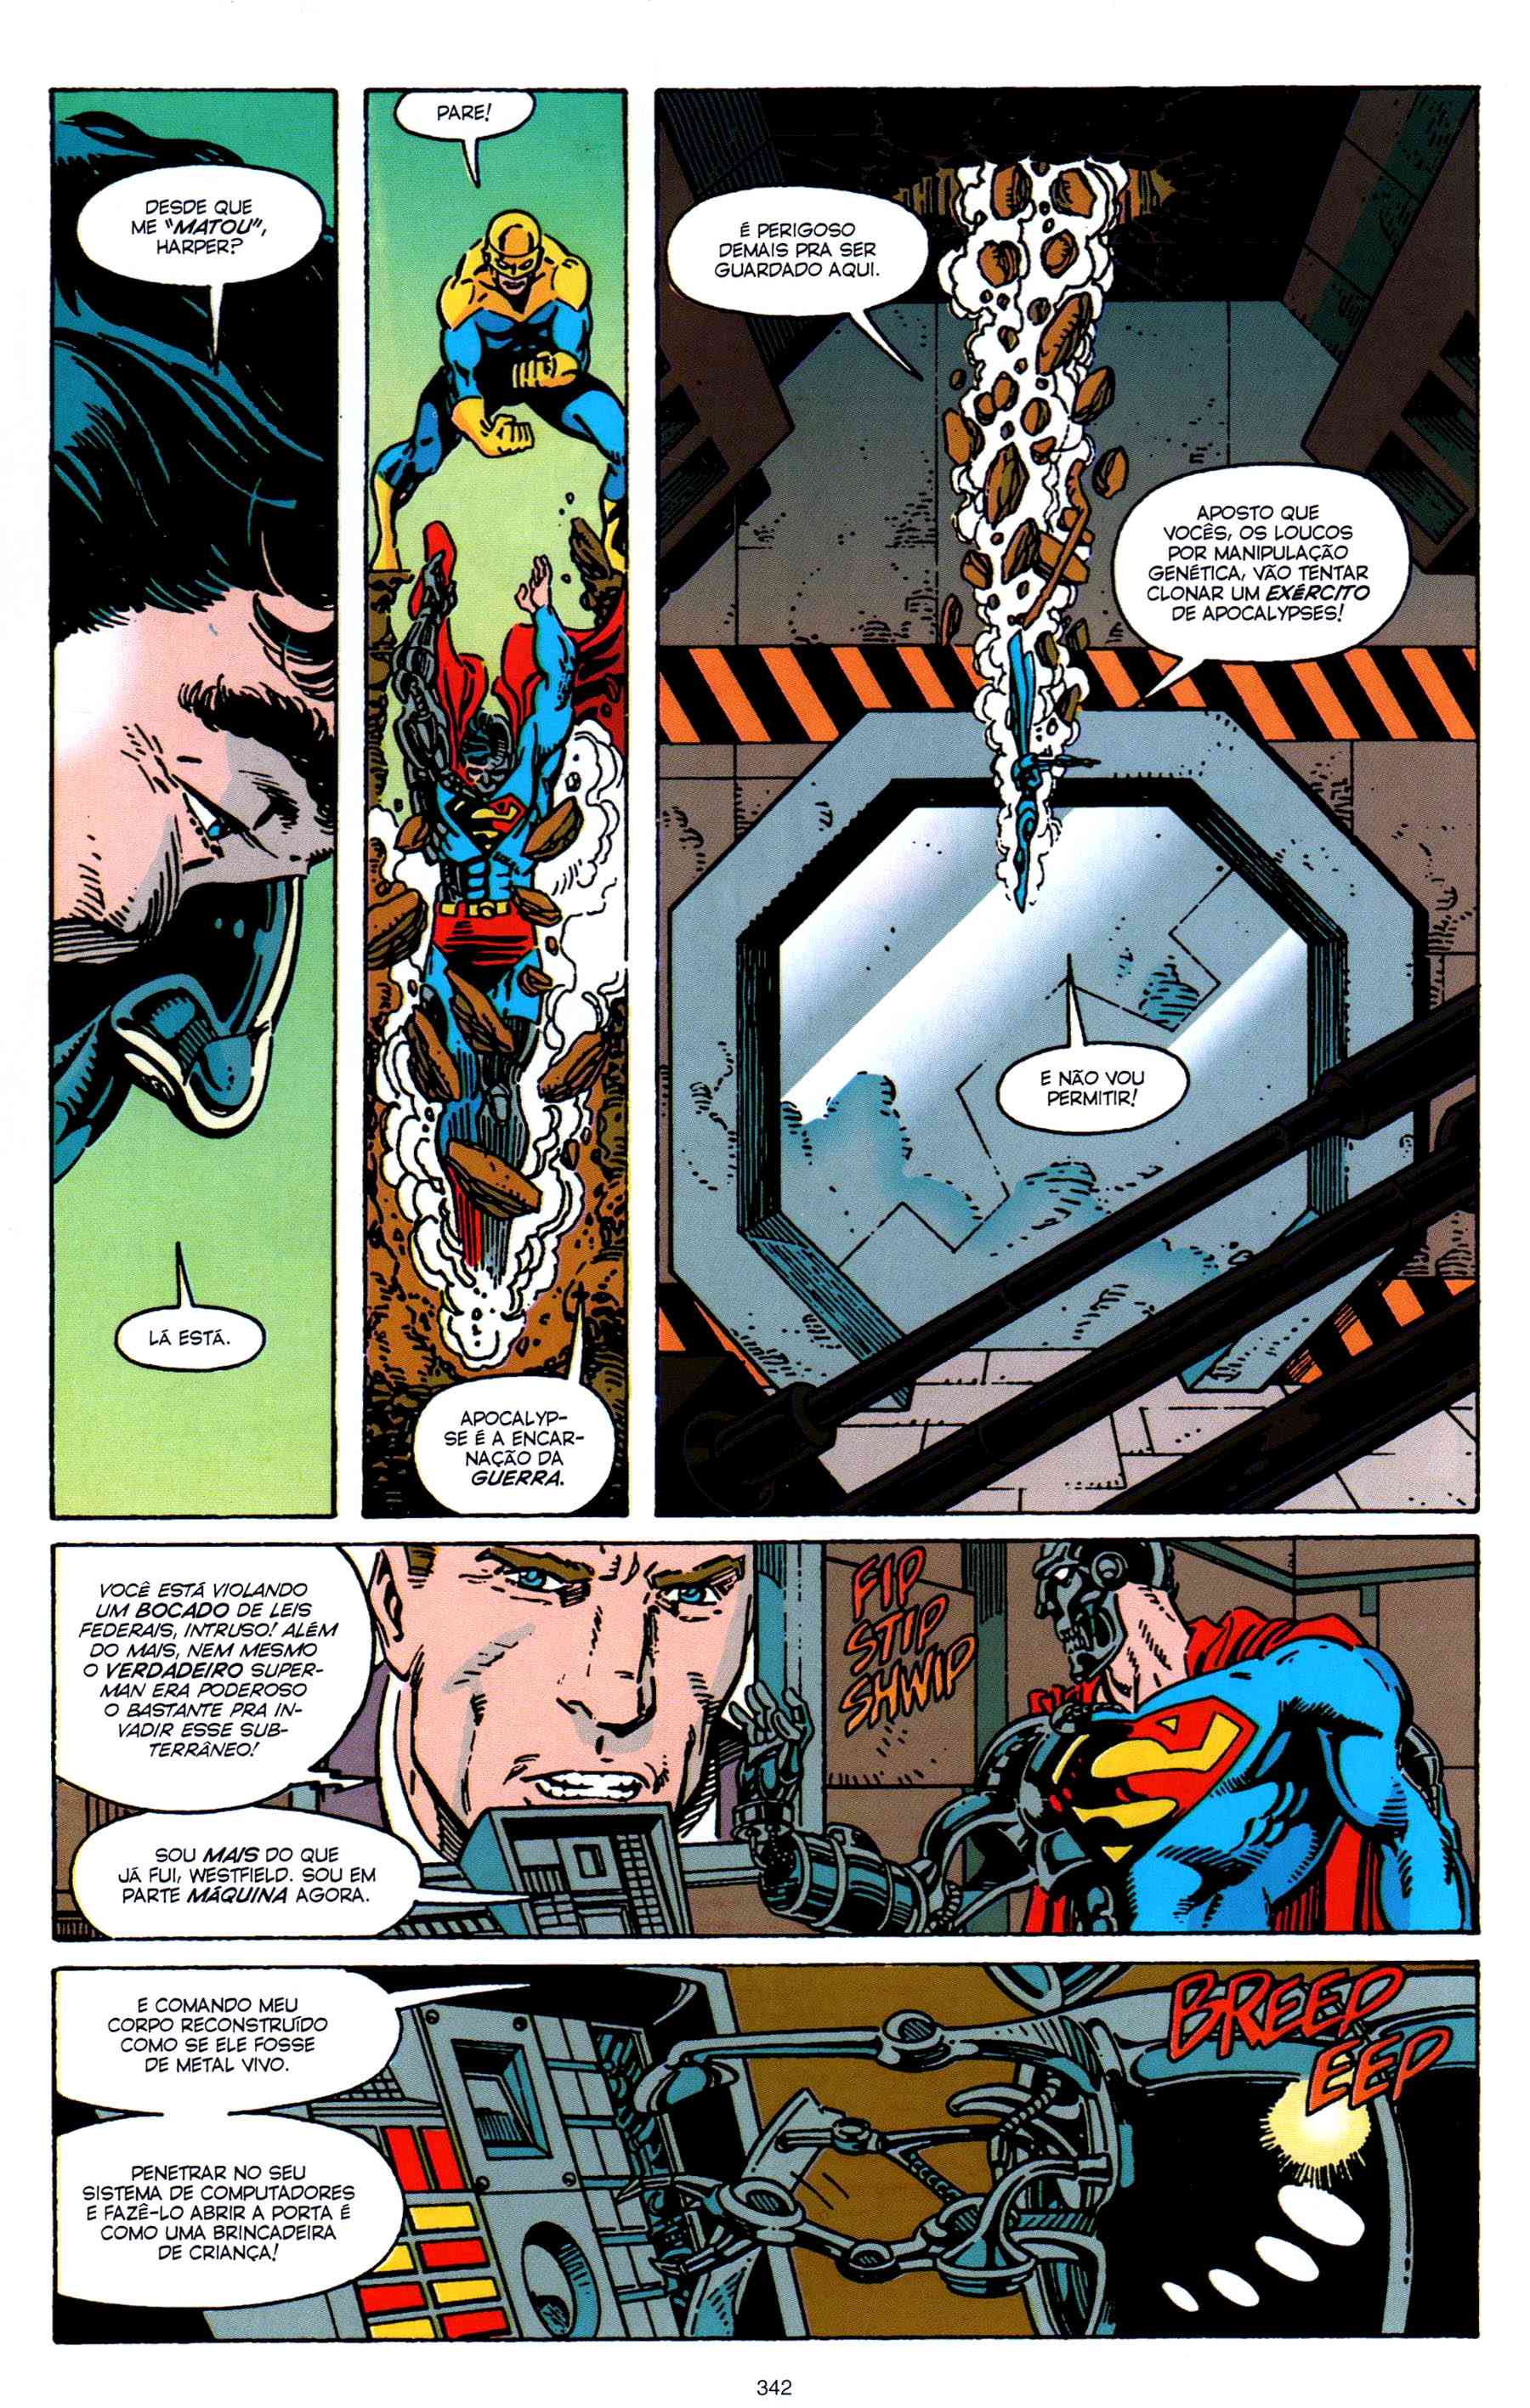 DESDE QUE
ME "MATOU",
HARPER?
LÁ ESTÁ.
PARE!
APOCALYP-
SE É A ENCAR-
NAÇÃO DA
GUERRA.
É PERIGOSO
DEMAIS PRA SER
GUARDADO AQUI.
APOSTO QUE
VOCÊS, OS LOUCOS
POR MANIPULAÇÃO
GENÉTICA, VÃO TENTAR
CLONAR UM EXÉRCITO
DE APOCALYPSES!
E NÃO VOU
PERMITIR!
VOCÊ ESTÁ VIOLANDO
UM BOCADO DE LEIS
FEDERAIS, INTRUSO! ALÉM
DO MAIS, NEM MESMO
O VERDADEIRO SUPER-
MAN ERA PODEROSO
O BASTANTE PRA IN-
VADIR ESSE SUB-
TERRÂNEO!
SOU MAIS DO QUE
JÁ FUI, WESTFIELD. SOU EM
PARTE MÁQUINA AGORA.
FIP
STIP
SHWIP
E COMANDO MEU
CORPO RECONSTRUÍDO
COMO SE ELE FOSSE
DE METAL VIVO.
PENETRAR NO SEU
SISTEMA DE COMPUTADORES
E FAZÊ-LO ABRIR A PORTA É
COMO UMA BRINCADEIRA
DE CRIANÇA!
BREEP
EEP
342